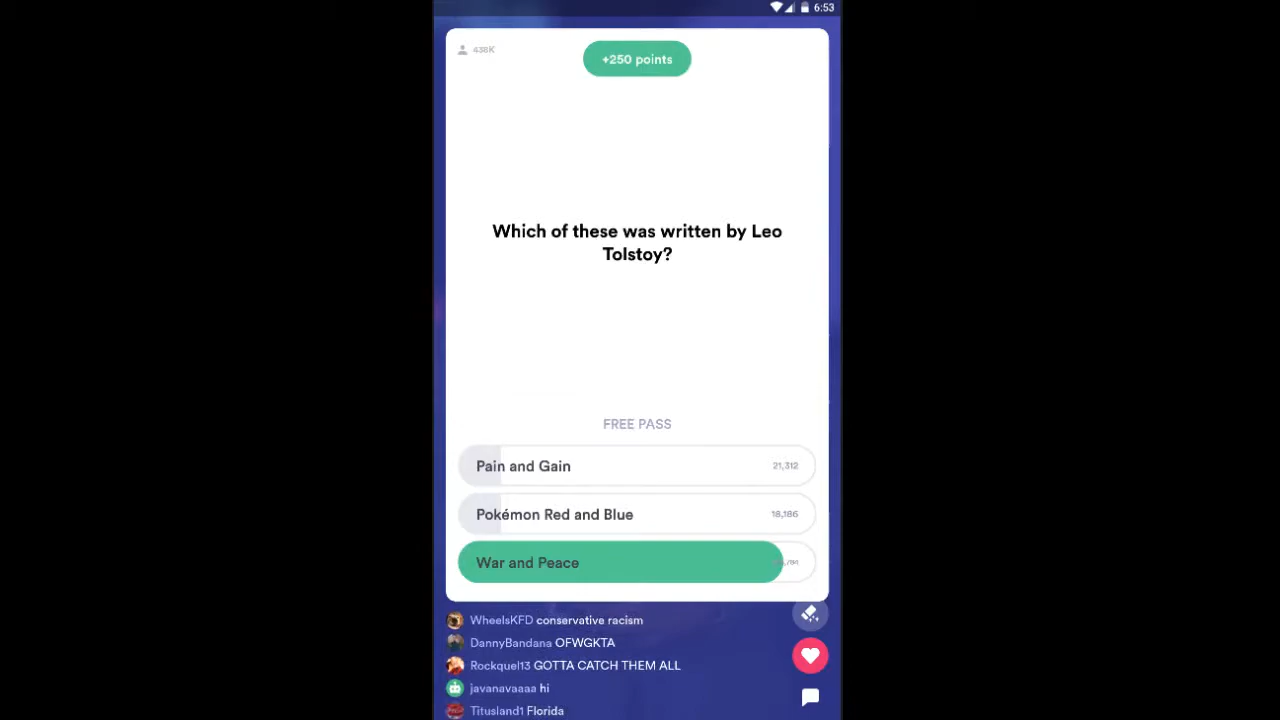 6:53
438K
+250 points
Which of these was written by Leo
Tolstoy?
FREE PASS
Pain and Gain 21,312
Pokémon Red and Blue 18,186
War and Peace
WheelsKFD conservative racism
DannyBandana OFWGKTA
Rockquel13 GOTTA CATCH THEM ALL
javanavaaaa hi
Titusland1 Florida